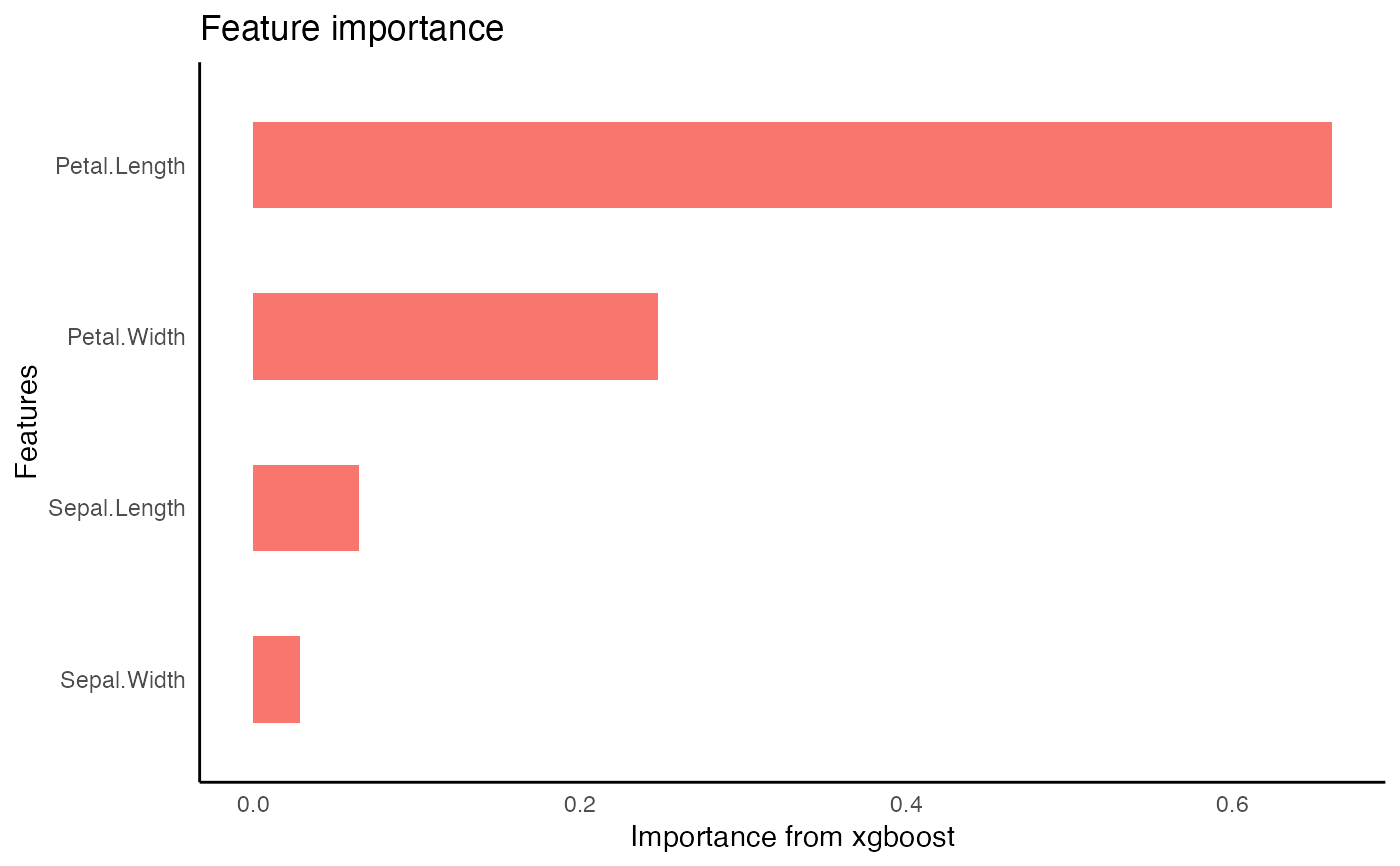 Feature importance
Petal.Length
Petal.Width
Sepal.Length
Sepal.Width
Features
0.0 0.2 0.4 0.6
Importance from xgboost